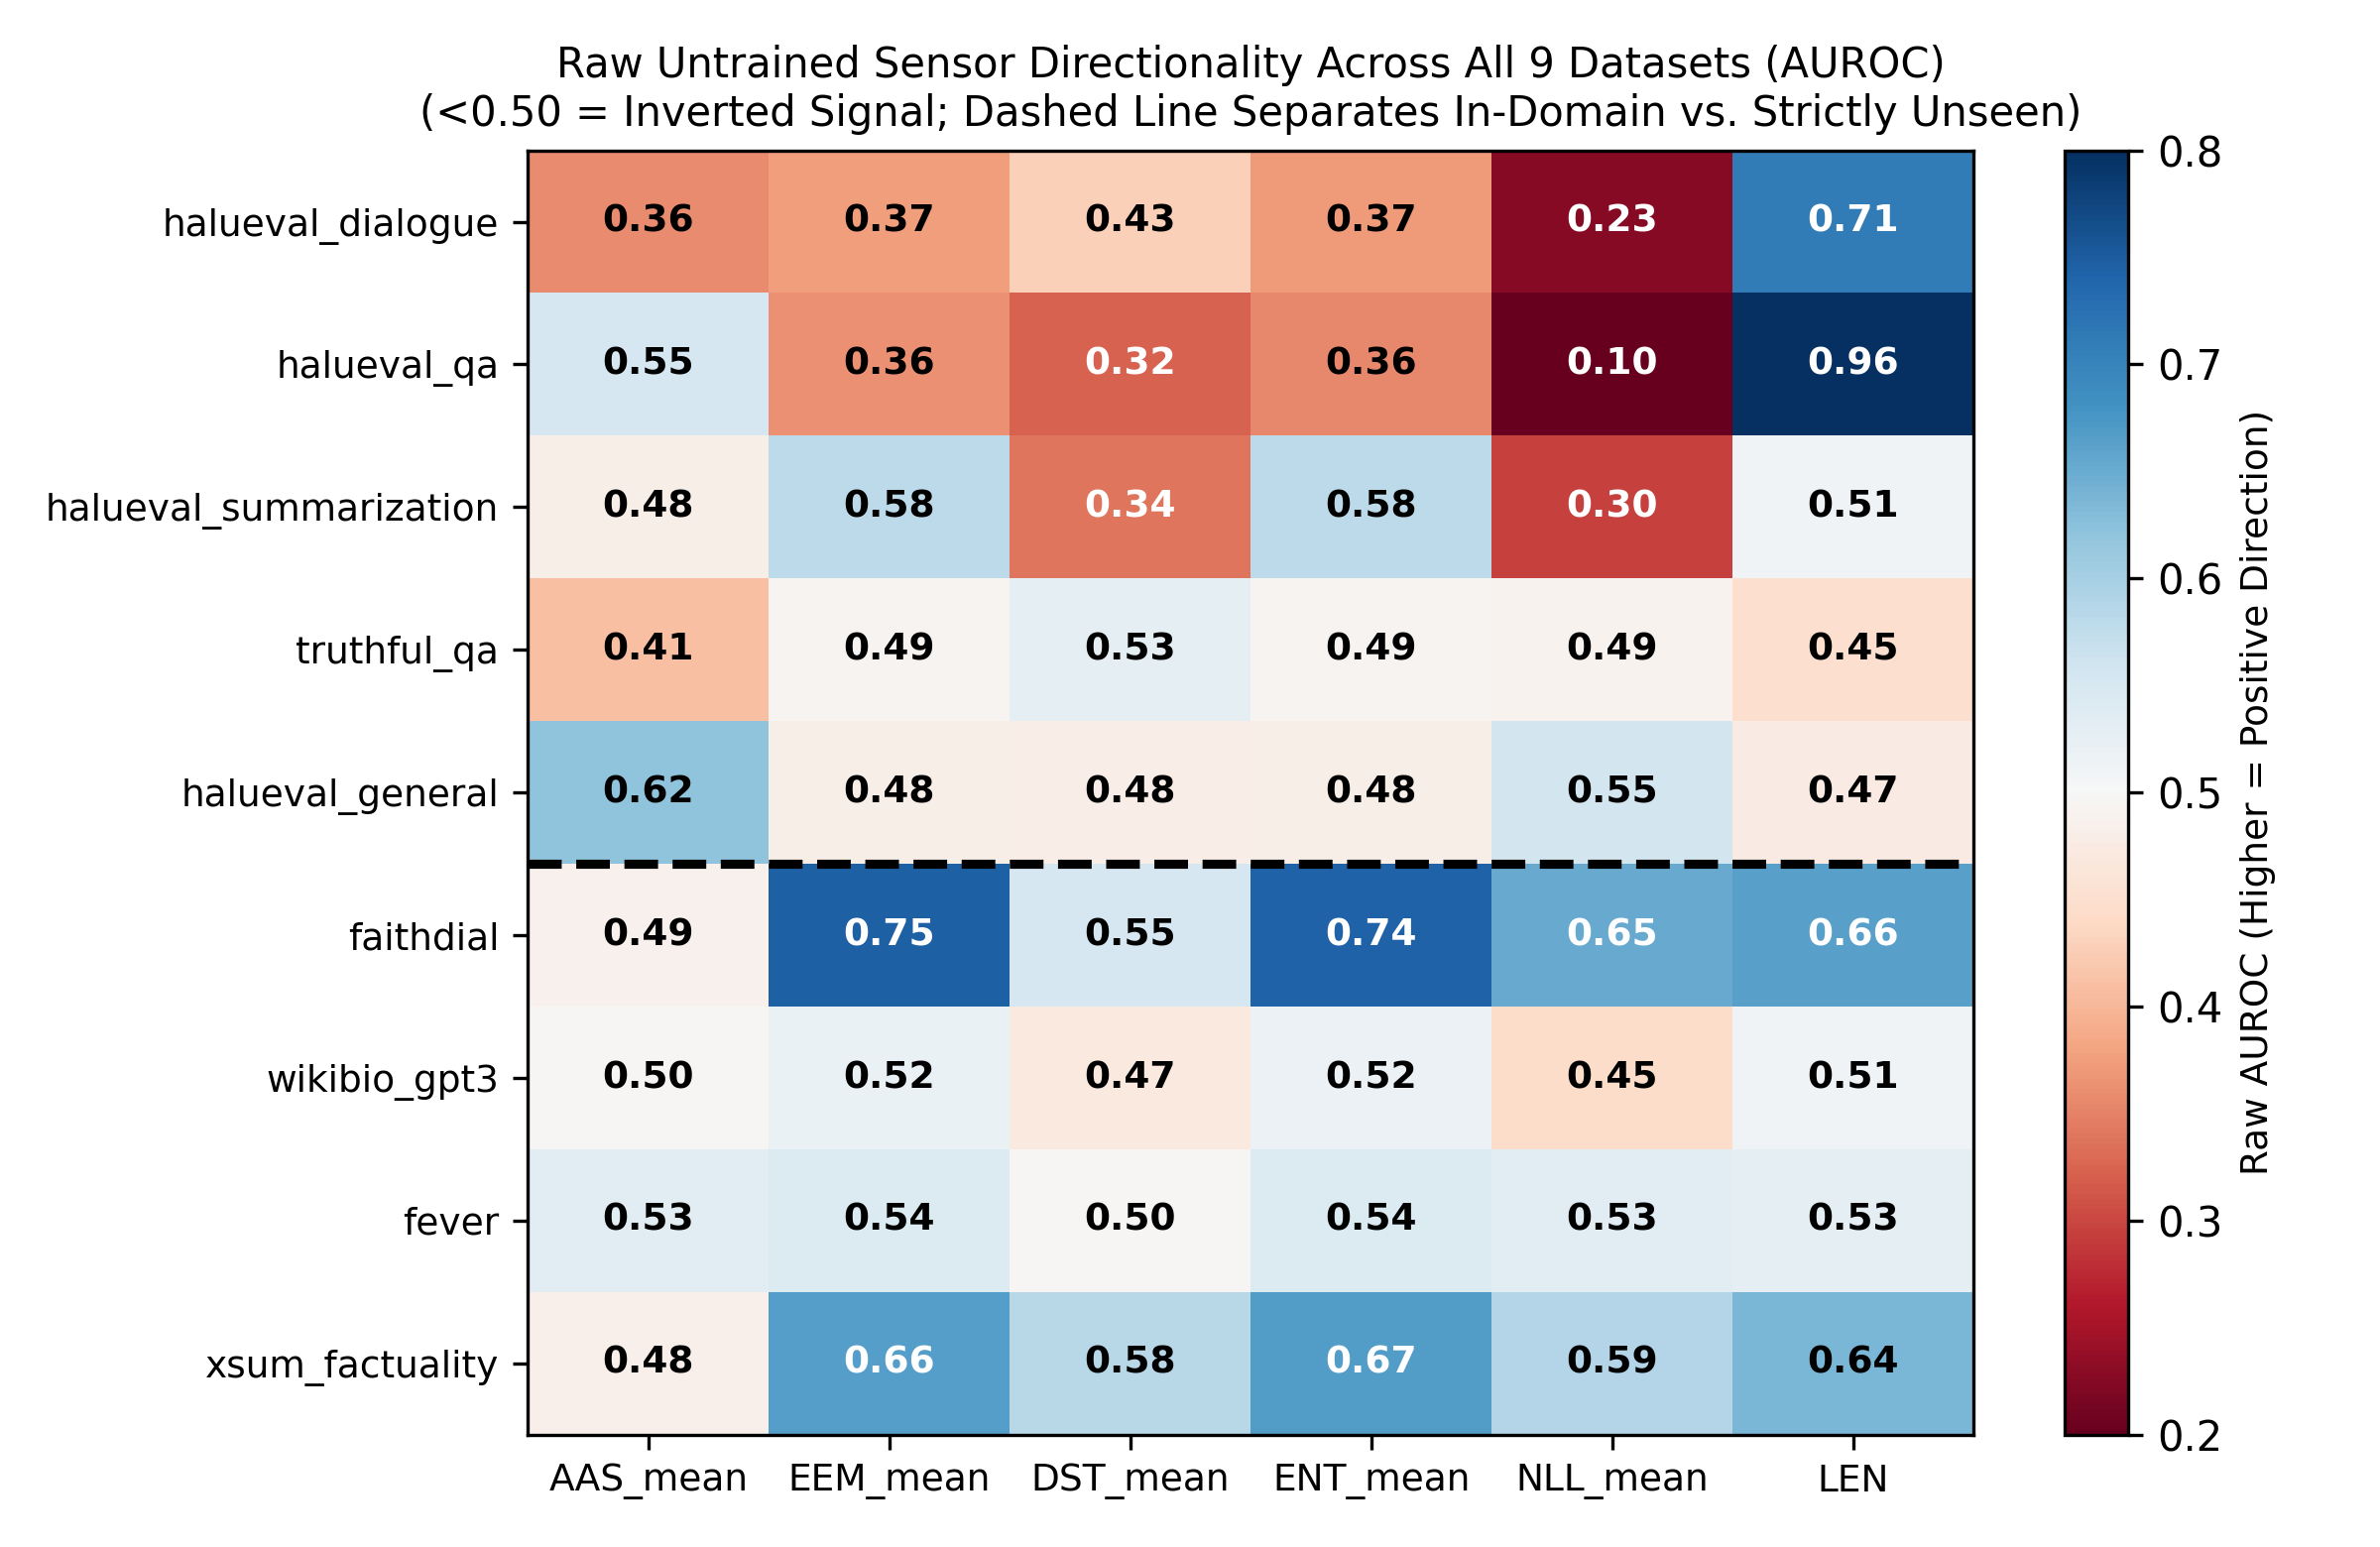 Raw Untrained Sensor Directionality Across All 9 Datasets (AUROC)
(<0.50 = Inverted Signal; Dashed Line Separates In-Domain vs. Strictly Unseen)
halueval_dialogue 0.36 0.37 0.43 0.37 0.23 0.71
halueval_qa 0.55 0.36 0.32 0.36 0.10 0.96
halueval_summarization 0.48 0.58 0.34 0.58 0.30 0.51
truthful_qa 0.41 0.49 0.53 0.49 0.49 0.45
halueval_general 0.62 0.48 0.48 0.48 0.55 0.47
faithdial 0.49 0.75 0.55 0.74 0.65 0.66
wikibio_gpt3 0.50 0.52 0.47 0.52 0.45 0.51
fever 0.53 0.54 0.50 0.54 0.53 0.53
xsum_factuality 0.48 0.66 0.58 0.67 0.59 0.64
AAS_mean EEM_mean DST_mean ENT_mean NLL_mean LEN
0.8
0.7
0.6
0.5
0.4
0.3
0.2
Raw AUROC (Higher = Positive Direction)